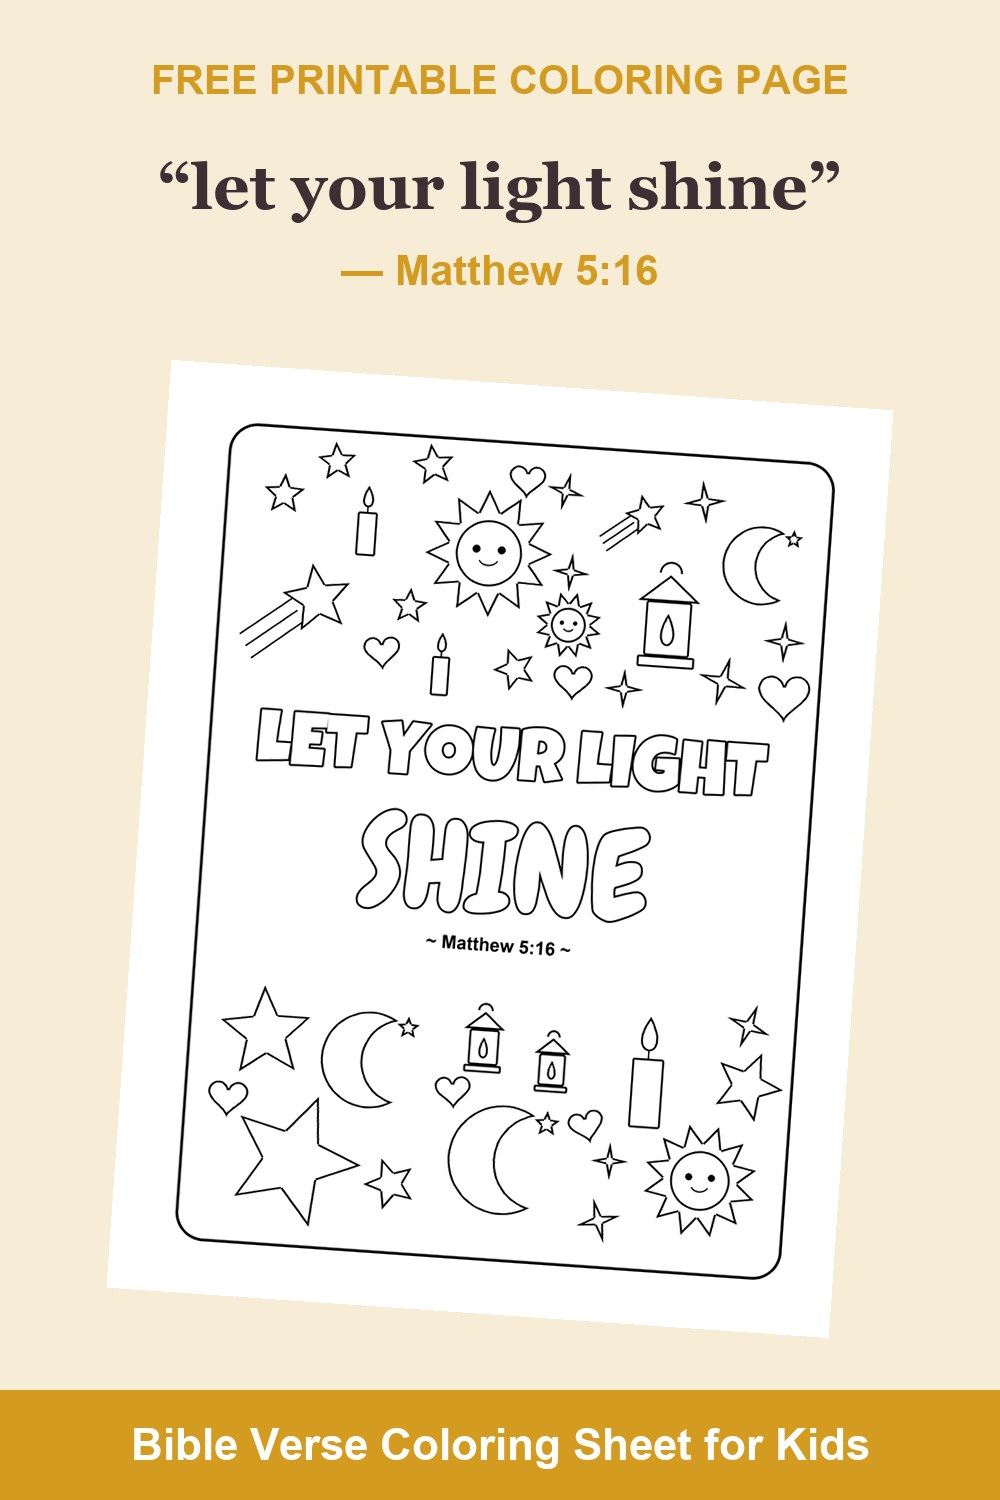 FREE PRINTABLE COLORING PAGE
“let your light shine”
— Matthew 5:16
LET YOUR LIGHT
SHINE
~ Matthew 5:16 ~
Bible Verse Coloring Sheet for Kids